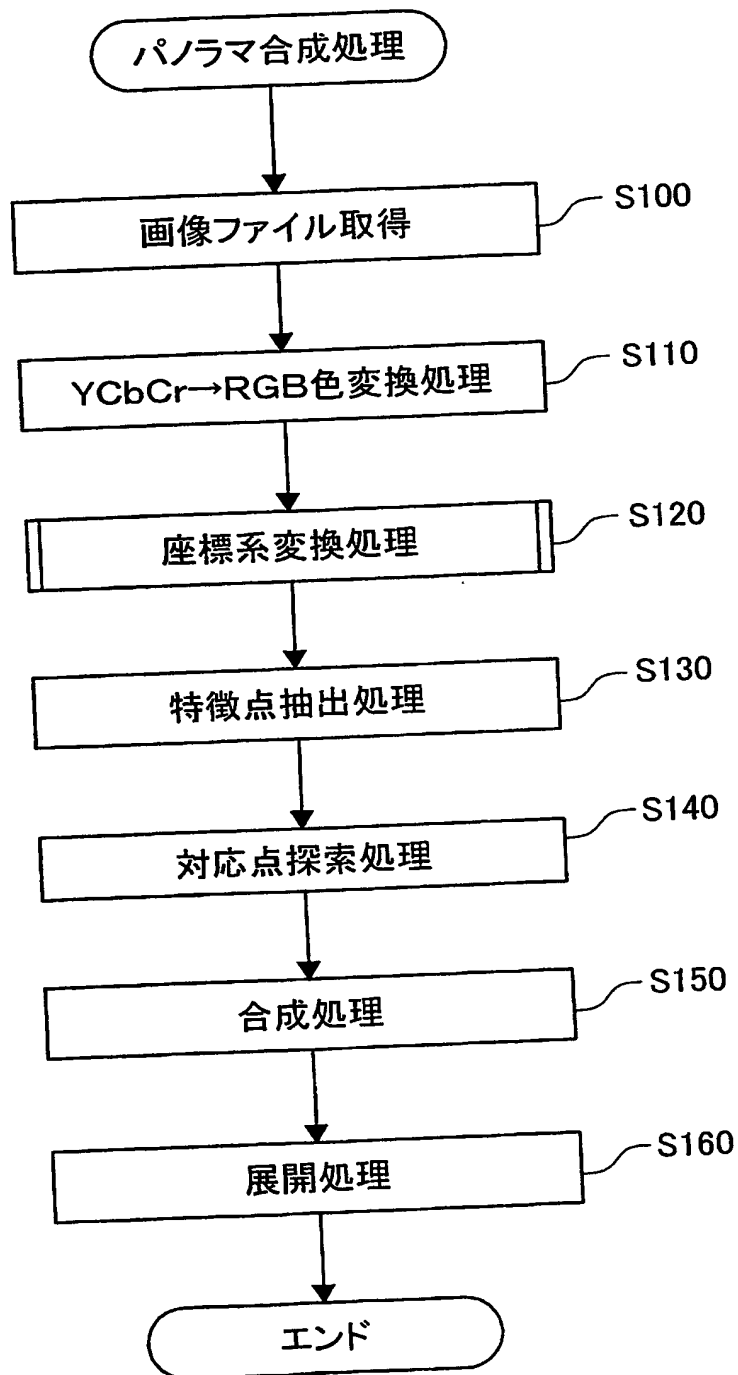 パノラマ合成処理
画像ファイル取得
S100
YCbCr→RGB色変換処理
S110
座標系変換処理
S120
特徴点抽出処理
S130
対応点探索処理
S140
合成処理
S150
展開処理
S160
エンド